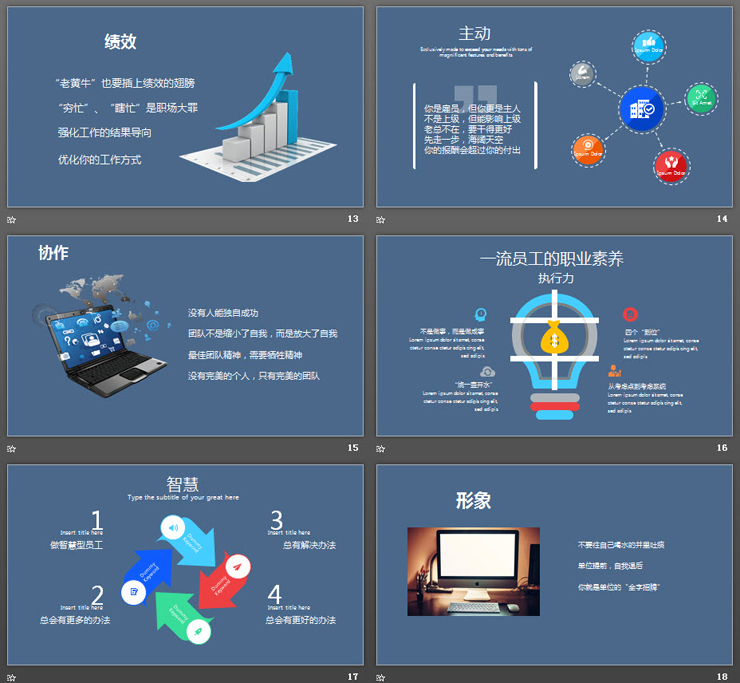 绩效
“老黄牛”也要插上绩效的翅膀
“穷忙”、“瞎忙”是职场大罪
强化工作的结果导向
优化你的工作方式
13
主动
Exclusively made to exceed your needs with tons of
magnificent features and benefits
你是雇员，但你更是主人
不是上级，但能影响上级
老总不在，要干得更好
先走一步，海阔天空
你的报酬会超过你的付出
Ipsum Dolor
Lorem
Sit Amet
Ipsum Dolor
Ipsum Dolor
14
协作
没有人能独自成功
团队不是缩小了自我，而是放大了自我
最佳团队精神，需要牺牲精神
没有完美的个人，只有完美的团队
15
一流员工的职业素养
执行力
不是做事，而是做成事
Lorem ipsum dolor sit amet, conse
ctetur conse ctetur adipis cing elit,
sed adipis
“烧一壶开水”
Lorem ipsum dolor sit amet, conse
ctetur conse ctetur adipis cing elit,
sed adipis
四个“到位”
Lorem ipsum dolor sit amet, conse
ctetur conse ctetur adipis cing elit,
sed adipis
从考虑点到考虑系统
Lorem ipsum dolor sit amet, conse
ctetur conse ctetur adipis cing elit,
sed adipis
16
智慧
Type the subtitle of your great here
1
Insert title here
做智慧型员工
2
Insert title here
总会有更多的办法
3
Insert title here
总有解决办法
4
Insert title here
总会有更好的办法
Dummy
Keyword
Dummy
Keyword
Dummy
Keyword
Dummy
Keyword
17
形象
不要往自己喝水的井里吐痰
单位提前，自我退后
你就是单位的“金字招牌”
18